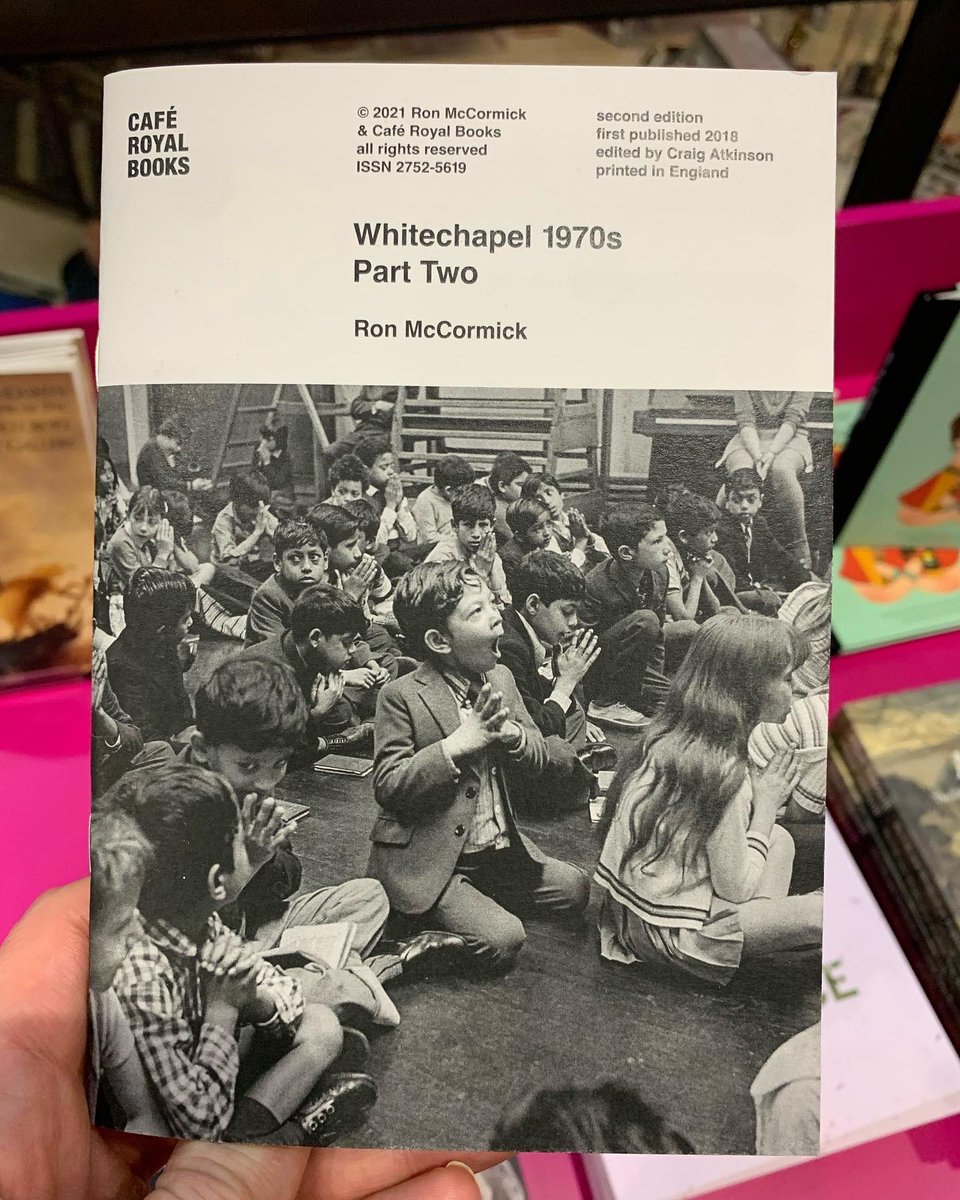 CAFÉ
ROYAL
BOOKS
© 2021 Ron McCormick
& Café Royal Books
all rights reserved
ISSN 2752-5619
second edition
first published 2018
edited by Craig Atkinson
printed in England
Whitechapel 1970s
Part Two
Ron McCormick